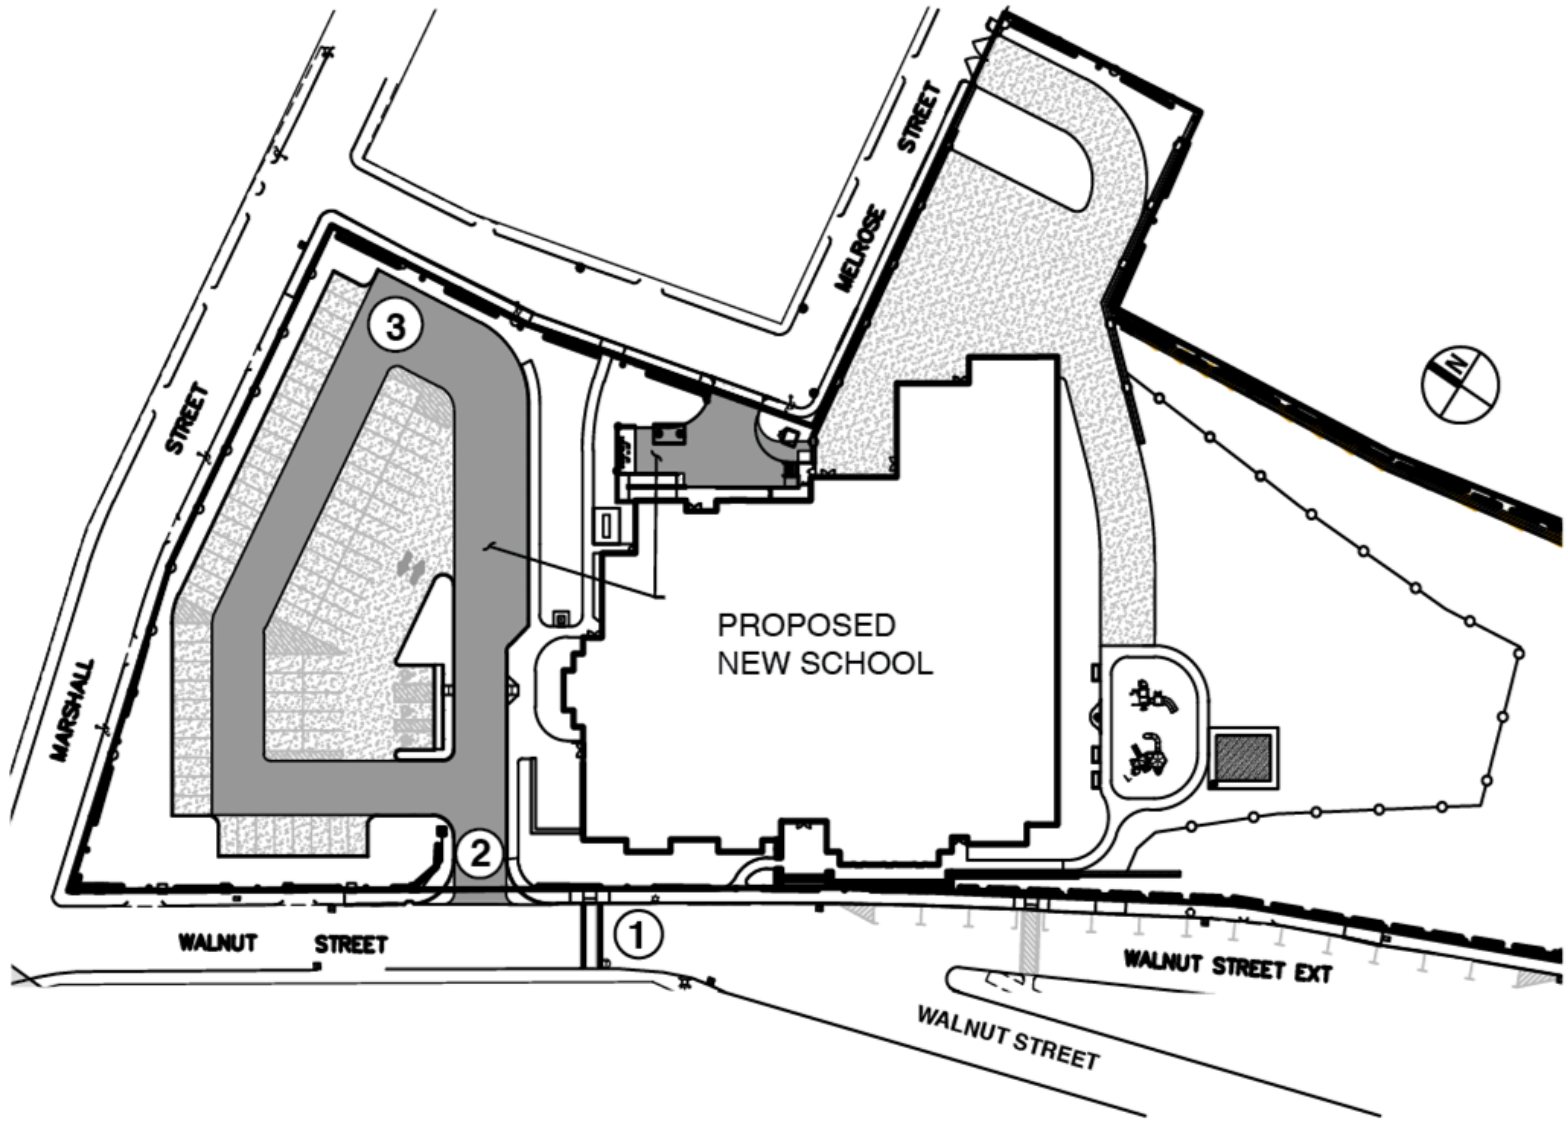 STREET
MELROSE
3
N
STREET
PROPOSED
NEW SCHOOL
MARSHALL
2
1
WALNUT STREET
WALNUT STREET EXT
WALNUT STREET